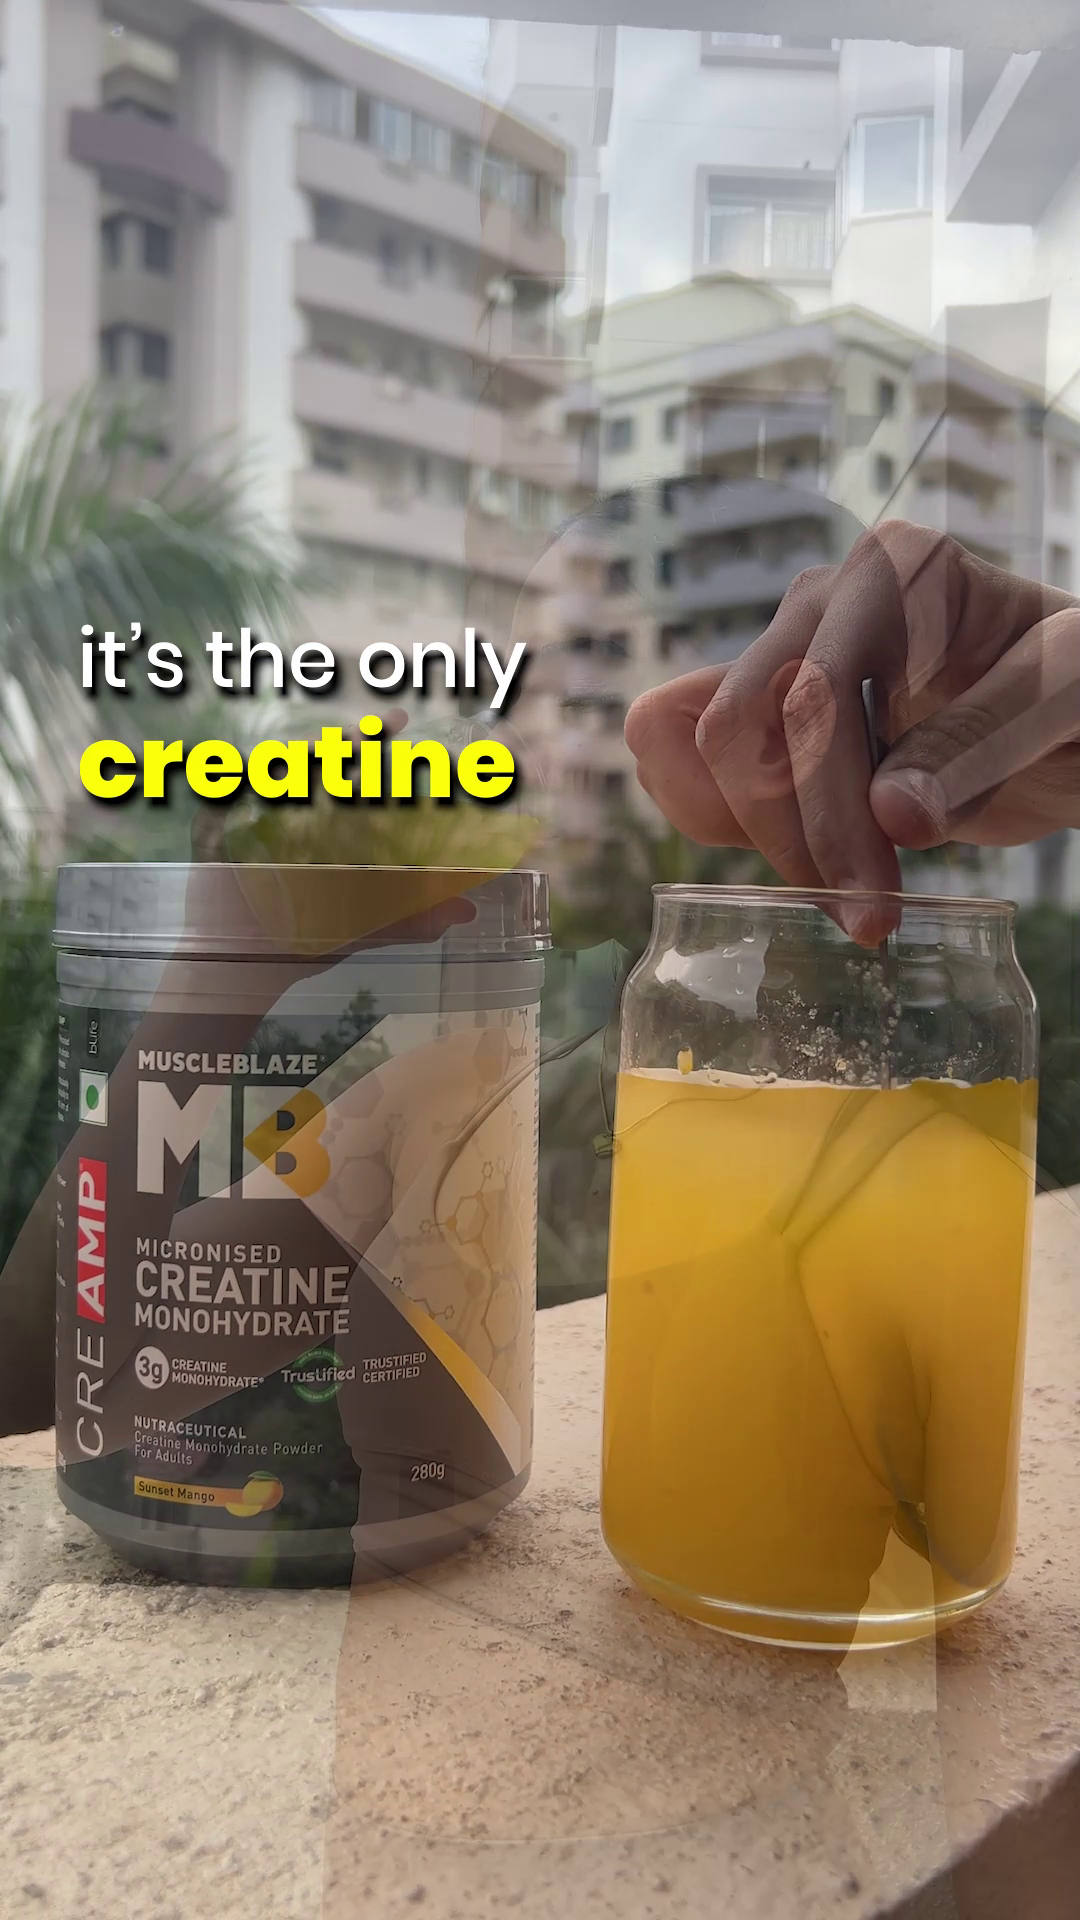 it's the only
creatine
bLife
MUSCLEBLAZE
MB
CREAMP
MICRONISED
CREATINE
MONOHYDRATE
3g CREATINE
MONOHYDRATE*
Trustified
TRUSTIFIED
CERTIFIED
NUTRACEUTICAL
Creatine Monohydrate Powder
For Adults
Sunset Mango
280g